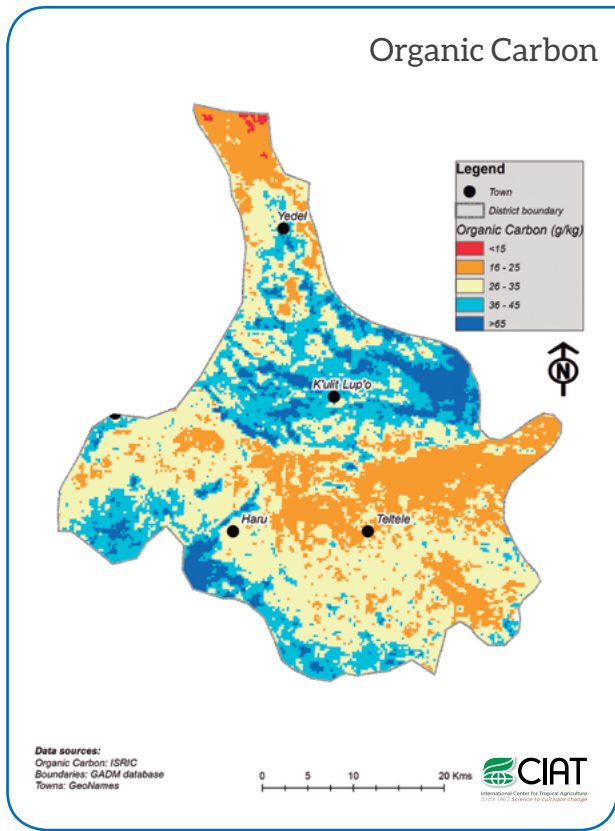 Organic Carbon
Legend
Town
District boundary
Organic Carbon (g/kg)
<15
16 - 25
26 - 35
36 - 45
>65
Yedel
N
K'ulit Lup'o
Haru
Teltele
Data sources:
Organic Carbon: ISRIC
Boundaries: GADM database
Towns: GeoNames
0 5 10 20 Kms
CIAT
International Center for Tropical Agriculture
Since 1967 Science to cultivate change